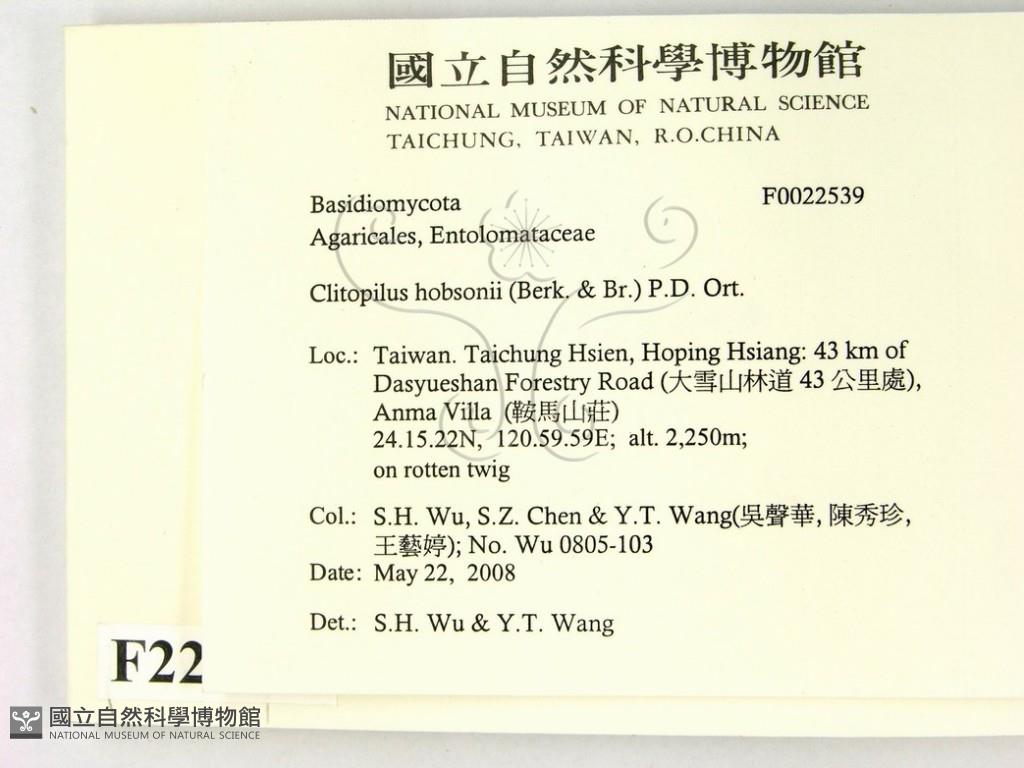 國立自然科學博物館
NATIONAL MUSEUM OF NATURAL SCIENCE
TAICHUNG, TAIWAN, R.O.CHINA
Basidiomycota F0022539
Agaricales, Entolomataceae
Clitopilus hobsonii (Berk. & Br.) P.D. Ort.
Loc.: Taiwan. Taichung Hsien, Hoping Hsiang: 43 km of
Dasyueshan Forestry Road (大雪山林道 43 公里處),
Anma Villa (鞍馬山莊)
24.15.22N, 120.59.59E; alt. 2,250m;
on rotten twig
Col.: S.H. Wu, S.Z. Chen & Y.T. Wang(吳聲華, 陳秀珍,
王藝婷); No. Wu 0805-103
Date: May 22, 2008
Det.: S.H. Wu & Y.T. Wang
F22
國立自然科學博物館
NATIONAL MUSEUM OF NATURAL SCIENCE